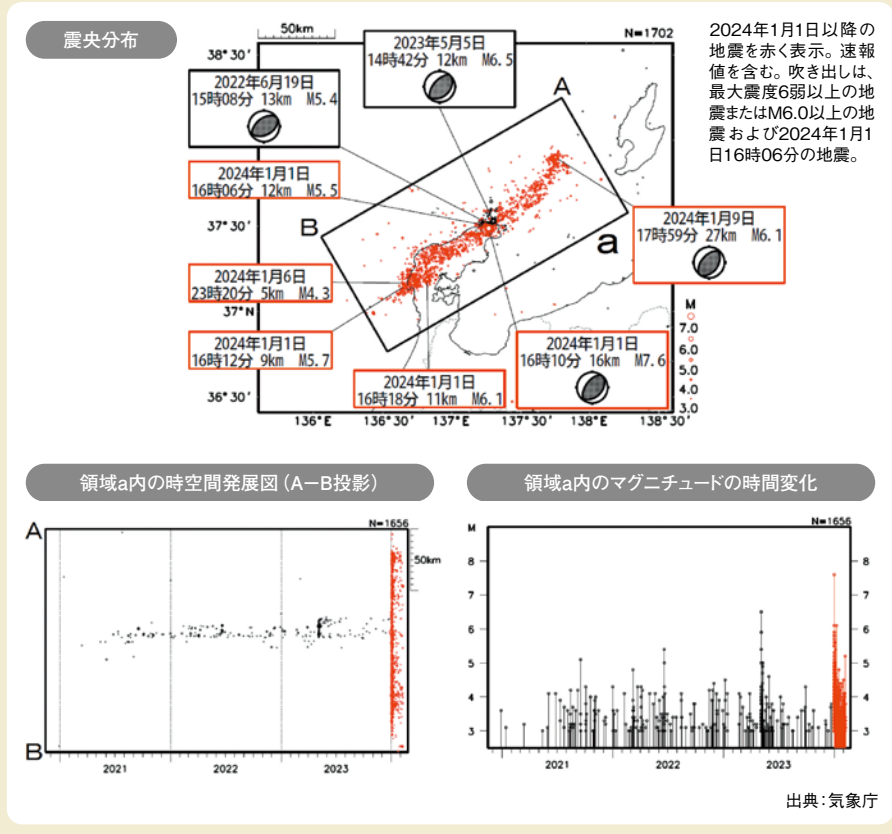 震央分布
50km
N=1702
2024年1月1日以降の
地震を赤く表示。速報
値を含む。吹き出しは、
最大震度6弱以上の地
震またはM6.0以上の地
震および2024年1月1
日16時06分の地震。
38°30′
37°30′
37°N
36°30′
136°E
136°30′
137°E
137°30′
138°E
138°30′
2023年5月5日
14時42分 12km M6.5
2022年6月19日
15時08分 13km M5.4
2024年1月1日
16時06分 12km M5.5
A
B
a
2024年1月9日
17時59分 27km M6.1
2024年1月6日
23時20分 5km M4.3
2024年1月1日
16時12分 9km M5.7
2024年1月1日
16時18分 11km M6.1
2024年1月1日
16時10分 16km M7.6
M
7.0
6.0
5.0
4.0
3.0
領域a内の時空間発展図（A－B投影）
N=1656
A
50km
B
2021
2022
2023
領域a内のマグニチュードの時間変化
N=1656
M
8
7
6
5
4
3
8
7
6
5
4
3
2021
2022
2023
出典：気象庁